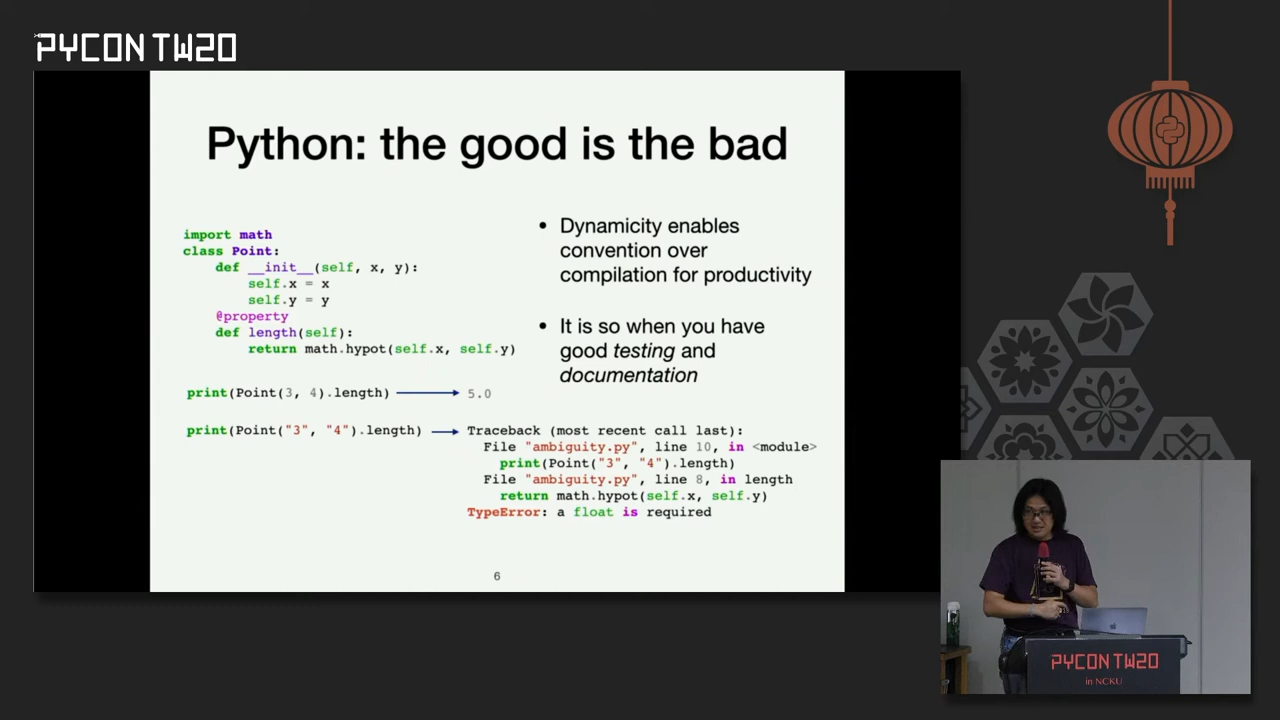 PYCON TW20
Python: the good is the bad
import math
class Point:
    def __init__(self, x, y):
        self.x = x
        self.y = y
    @property
    def length(self):
        return math.hypot(self.x, self.y)
print(Point(3, 4).length)
5.0
print(Point("3", "4").length)
Traceback (most recent call last):
  File "ambiguity.py", line 10, in <module>
    print(Point("3", "4").length)
  File "ambiguity.py", line 8, in length
    return math.hypot(self.x, self.y)
TypeError: a float is required
• Dynamicity enables
convention over
compilation for productivity
• It is so when you have
good testing and
documentation
6
PYCON TW20
in NCKU